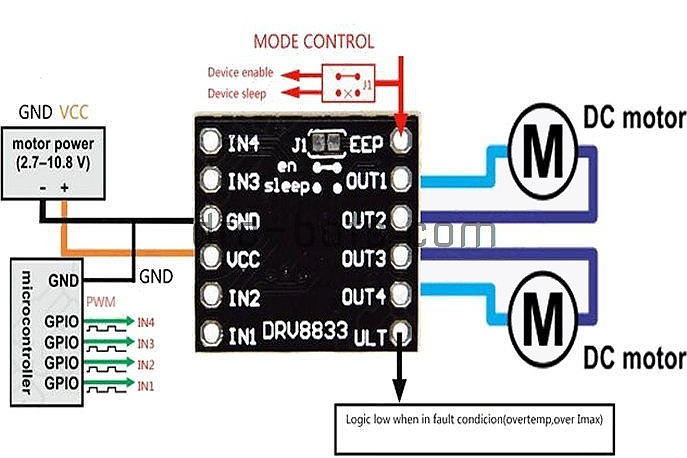 MODE CONTROL
Device enable
Device sleep
J1
GND VCC
motor power
(2.7–10.8 V)
- +
DC motor
M
IN4
J1
EEP
IN3
en
sleep
OUT1
GND
OUT2
VCC
OUT3
IN2
OUT4
IN1
DRV8833
ULT
microcontroller
GND
GND
PWM
GPIO
IN4
GPIO
IN3
GPIO
IN2
GPIO
IN1
M
DC motor
Logic low when in fault condicion(overtemp,over Imax)